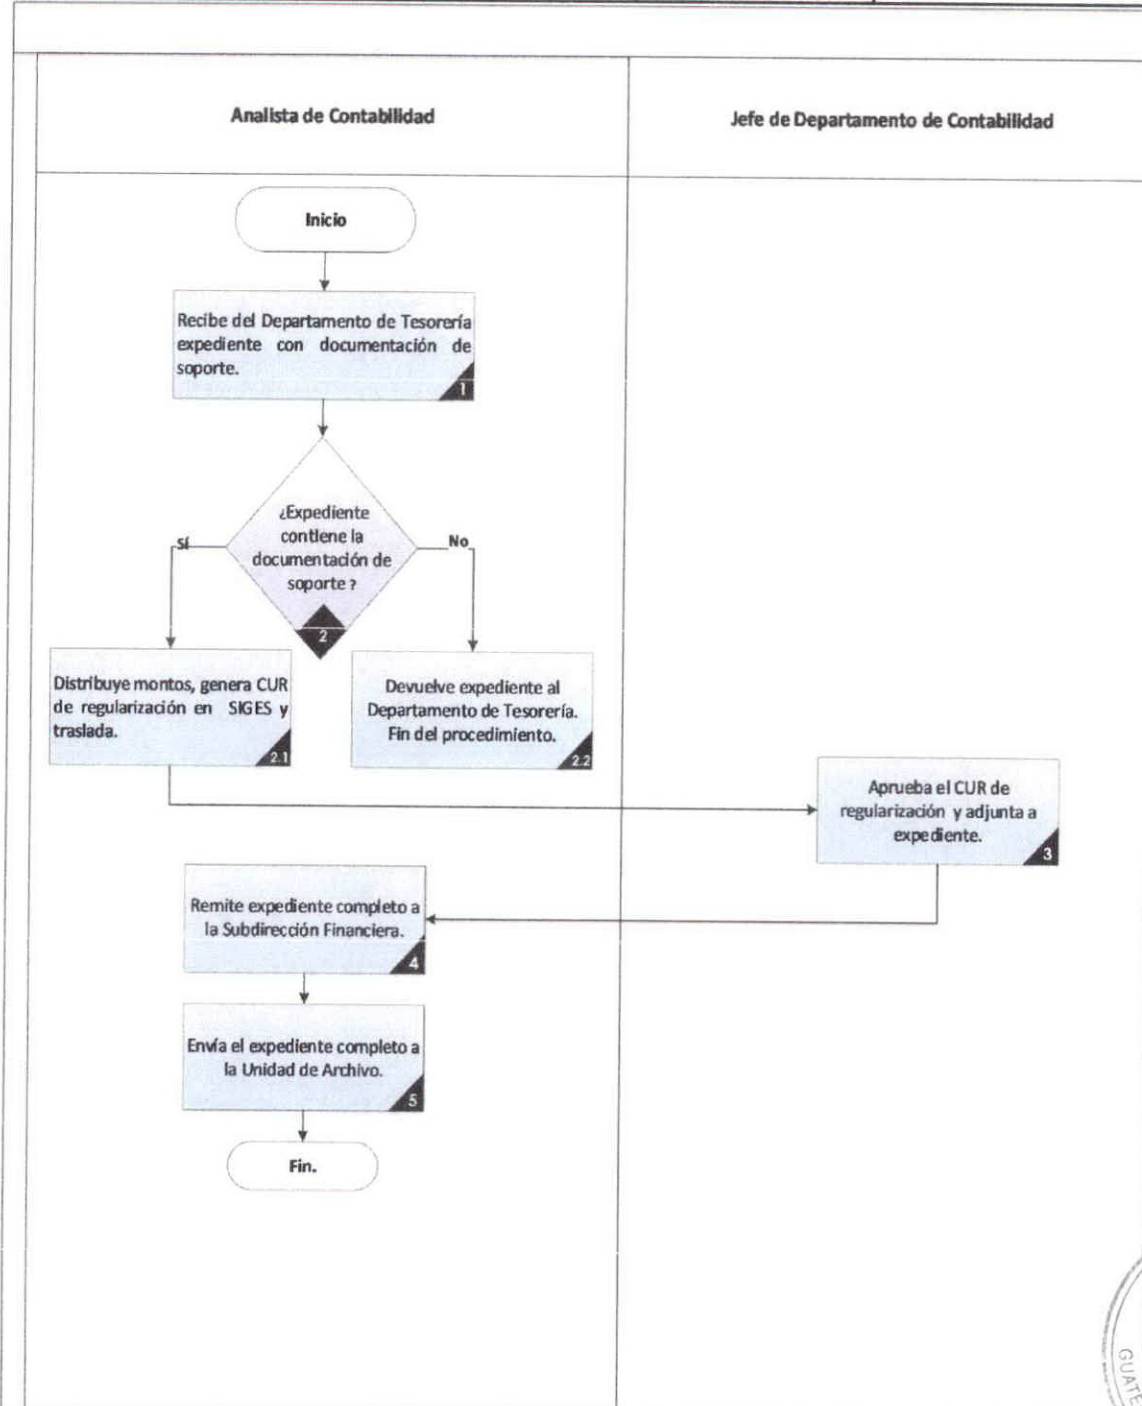 Analista de Contabilidad
Jefe de Departamento de Contabilidad
Inicio
Recibe del Departamento de Tesorería
expediente con documentación de
soporte.
1
¿Expediente
contiene la
documentación de
soporte ?
2
Sí
No
Distribuye montos, genera CUR
de regularización en SIGES y
traslada.
2.1
Devuelve expediente al
Departamento de Tesorería.
Fin del procedimiento.
2.2
Aprueba el CUR de
regularización y adjunta a
expediente.
3
Remite expediente completo a
la Subdirección Financiera.
4
Envía el expediente completo a
la Unidad de Archivo.
5
Fin.
GUATE